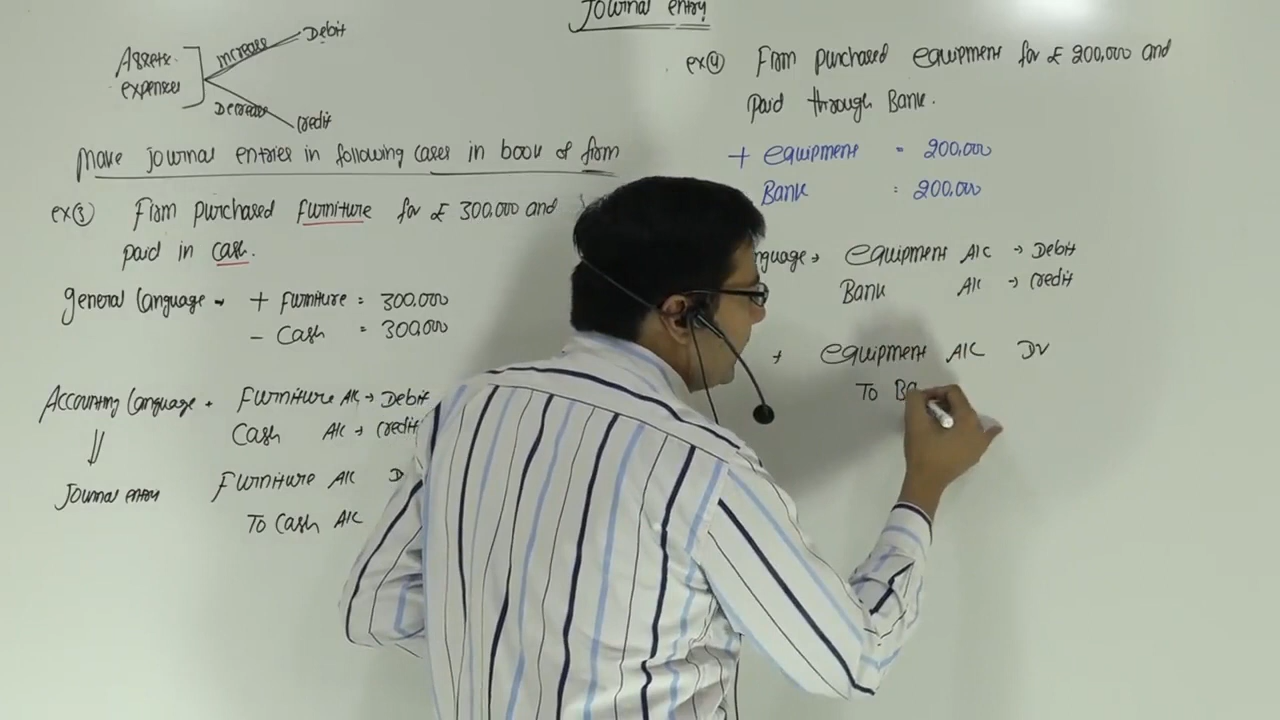 Journal entry
Assets
expenses
Increase
Debit
Decrease
credit
Make journal entries in following cases in book of firm
ex③ Firm purchased furniture for £ 300,000 and
paid in cash.
General language → + furniture = 300,000
- Cash = 300,000
Accounting language → Furniture A/C → Debit
Cash A/C → credit
Journal entry
Furniture A/C D
To Cash A/C
ex④ Firm purchased equipment for £ 200,000 and
paid through Bank.
+ equipment = 200,000
Bank = 200,000
nguage → equipment A/C → Debit
Bank A/C → credit
→ equipment A/C Dr
To Ba